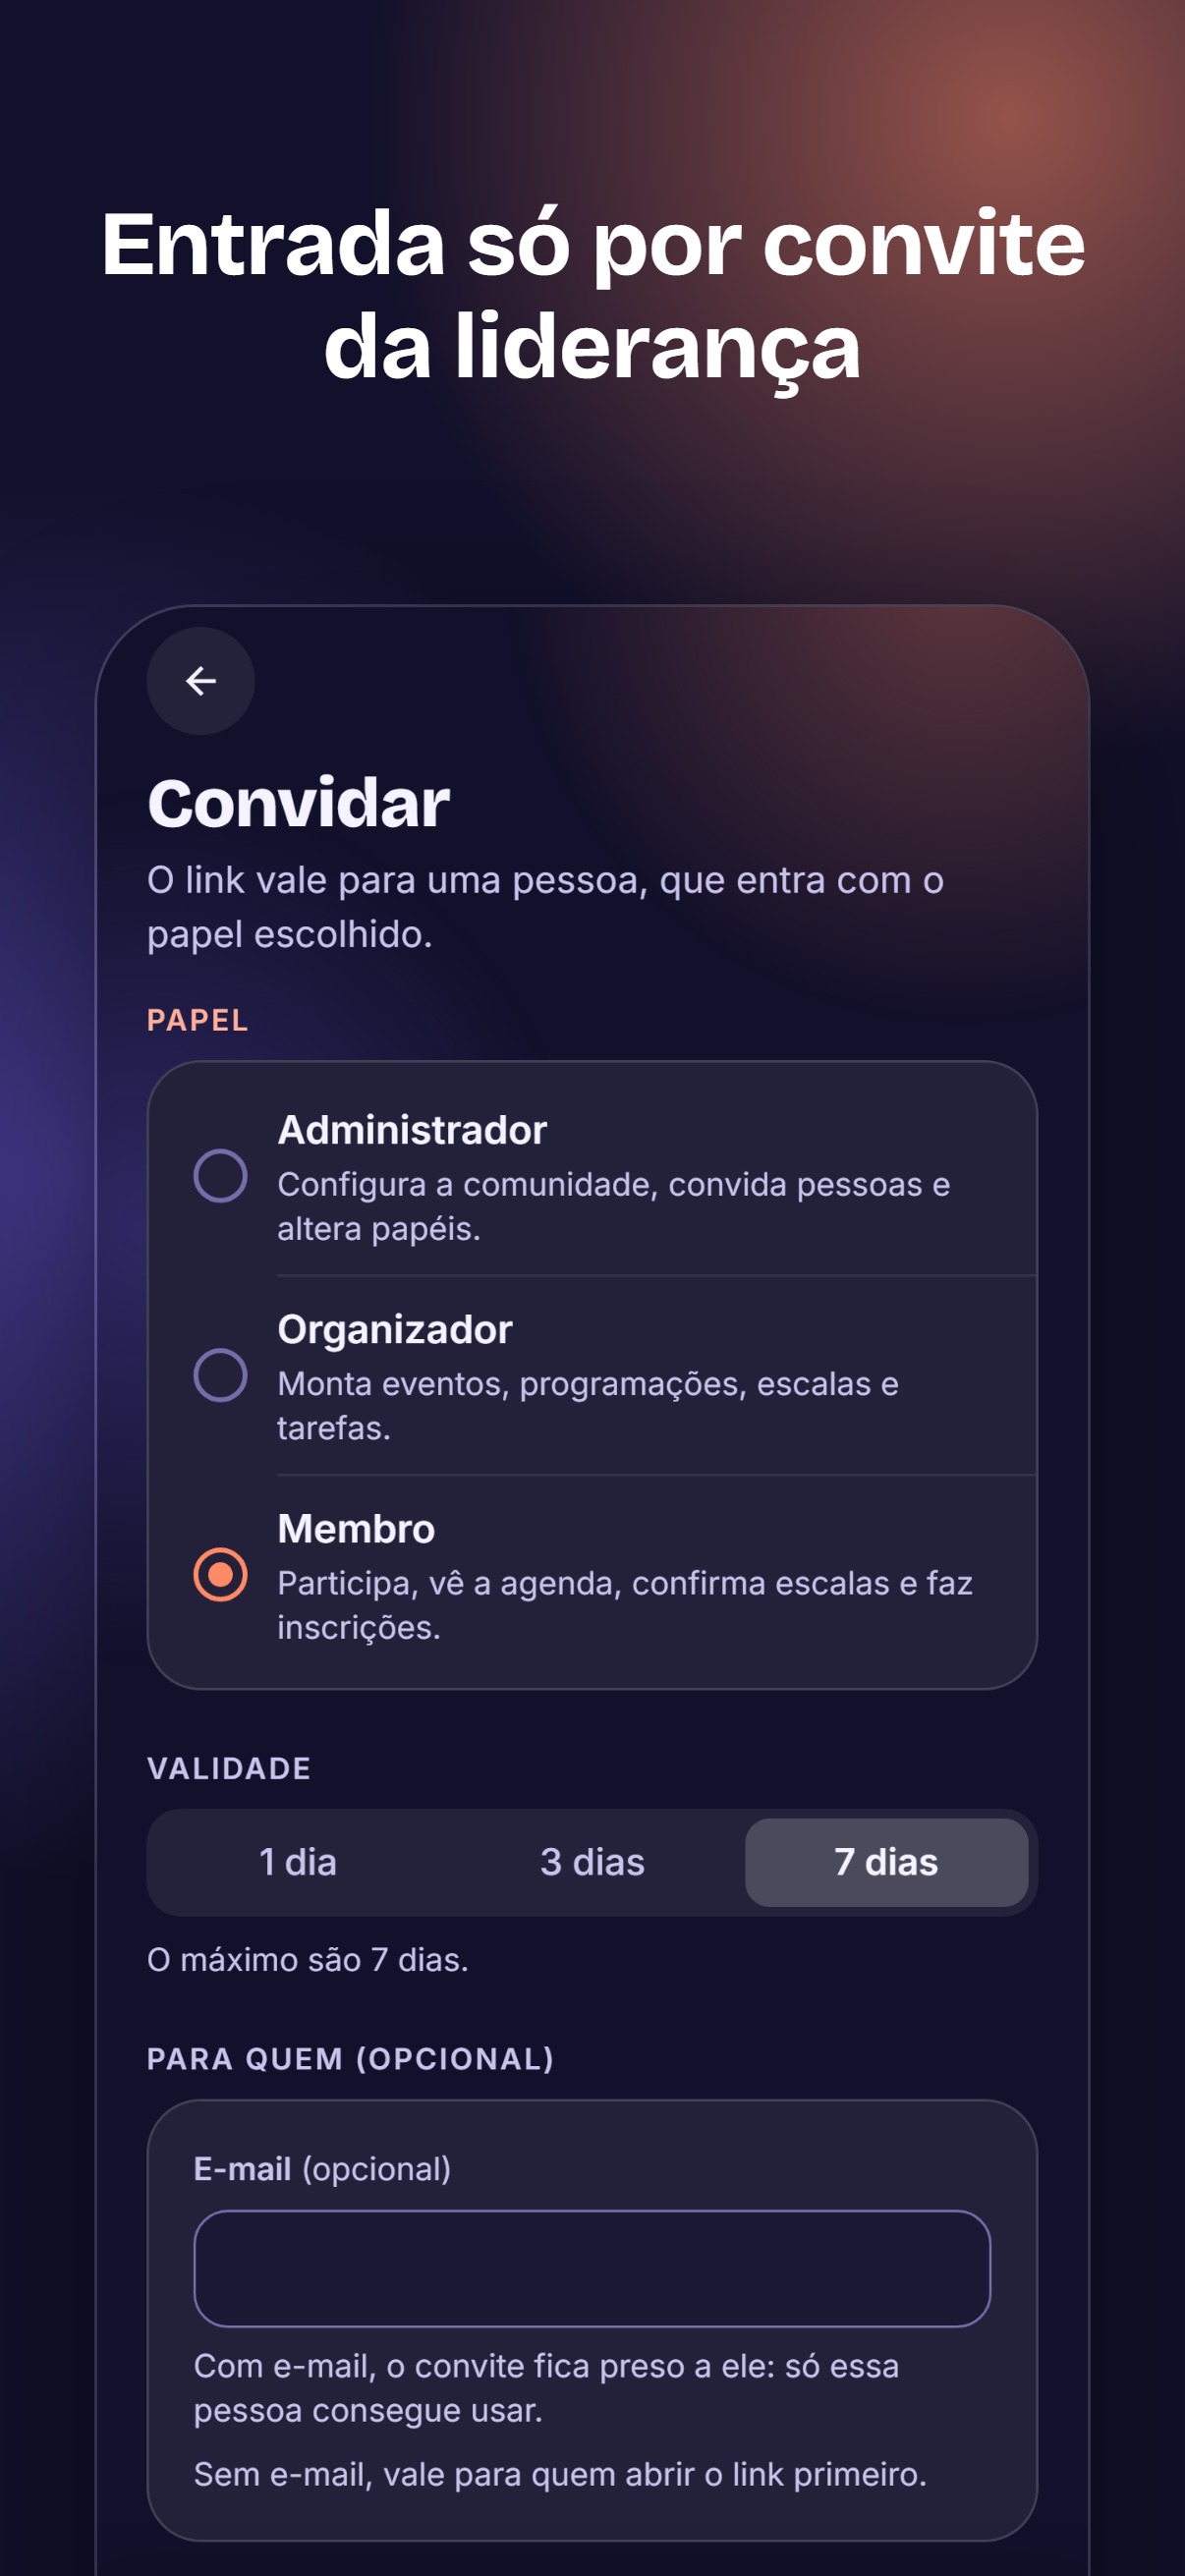 Entrada só por convite
da liderança
Convidar
O link vale para uma pessoa, que entra com o
papel escolhido.
PAPEL
Administrador
Configura a comunidade, convida pessoas e
altera papéis.
Organizador
Monta eventos, programações, escalas e
tarefas.
Membro
Participa, vê a agenda, confirma escalas e faz
inscrições.
VALIDADE
1 dia
3 dias
7 dias
O máximo são 7 dias.
PARA QUEM (OPCIONAL)
E-mail (opcional)
Com e-mail, o convite fica preso a ele: só essa
pessoa consegue usar.
Sem e-mail, vale para quem abrir o link primeiro.